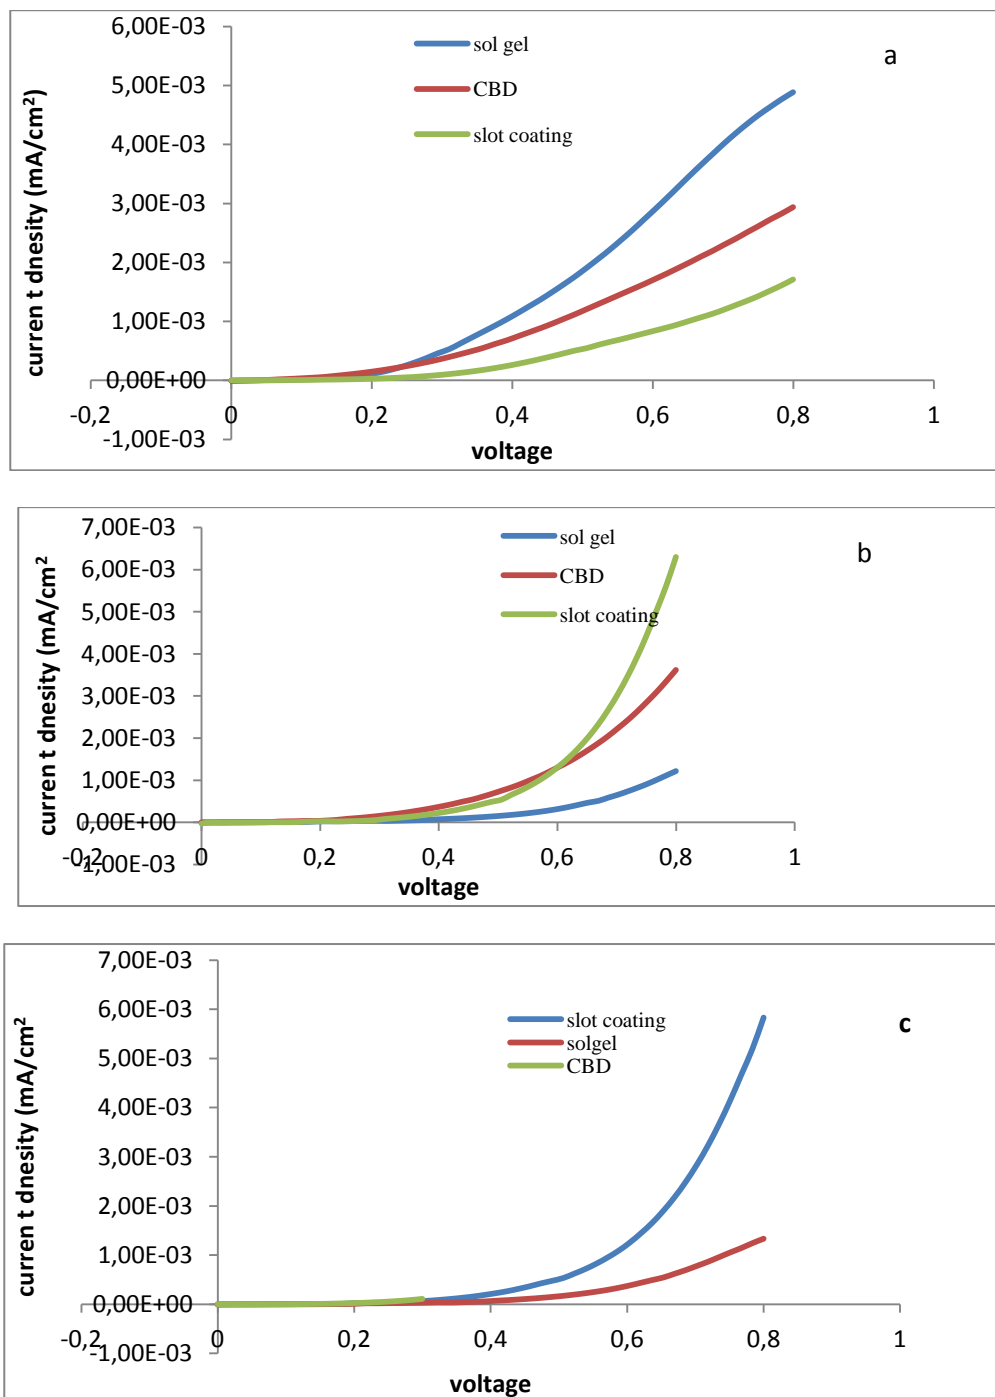 6,00E-03
5,00E-03
4,00E-03
3,00E-03
2,00E-03
1,00E-03
0,00E+00
-1,00E-03
-0,2
0
0,2
0,4
0,6
0,8
1
curren t dnesity (mA/cm²)
voltage
sol gel
CBD
slot coating
a
7,00E-03
6,00E-03
5,00E-03
4,00E-03
3,00E-03
2,00E-03
1,00E-03
0,00E+00
-1,00E-03
-0,2
0
0,2
0,4
0,6
0,8
1
curren t dnesity (mA/cm²
voltage
sol gel
CBD
slot coating
b
7,00E-03
6,00E-03
5,00E-03
4,00E-03
3,00E-03
2,00E-03
1,00E-03
0,00E+00
-1,00E-03
-0,2
0
0,2
0,4
0,6
0,8
1
curren t dnesity (mA/cm²
voltage
slot coating
solgel
CBD
c